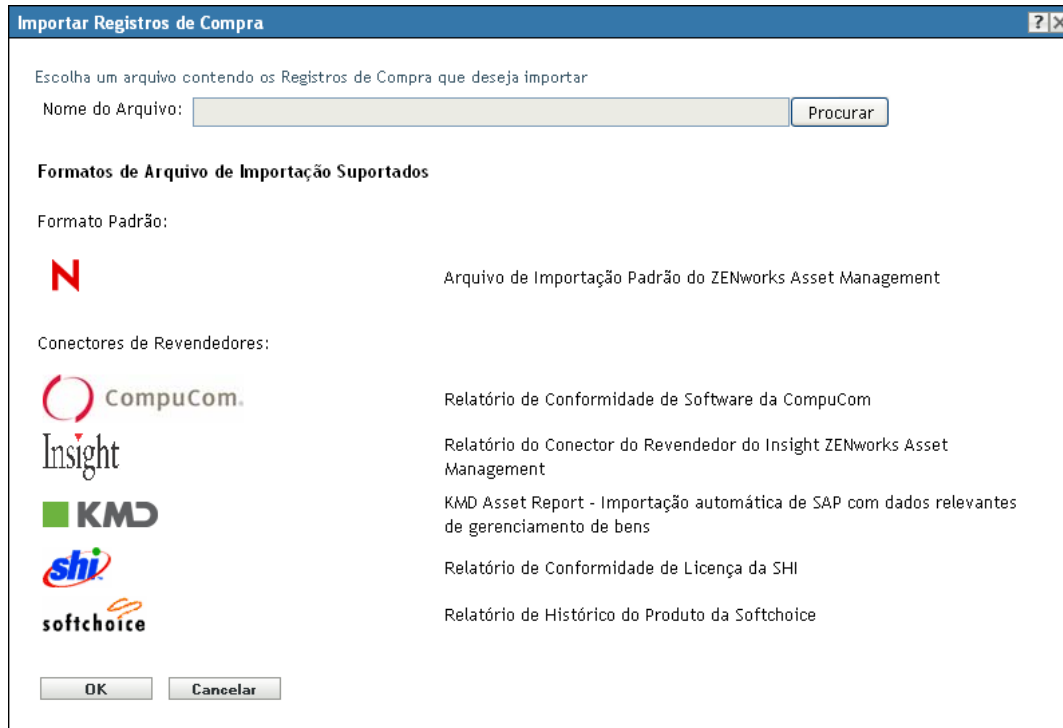 Importar Registros de Compra
Escolha um arquivo contendo os Registros de Compra que deseja importar
Nome do Arquivo:
Procurar
Formatos de Arquivo de Importação Suportados
Formato Padrão:
N
Arquivo de Importação Padrão do ZENworks Asset Management
Conectores de Revendedores:
CompuCom.
Relatório de Conformidade de Software da CompuCom
Insight
Relatório do Conector do Revendedor do Insight ZENworks Asset
Management
KMD
KMD Asset Report - Importação automática de SAP com dados relevantes
de gerenciamento de bens
shi
Relatório de Conformidade de Licença da SHI
softchoice
Relatório de Histórico do Produto da Softchoice
OK
Cancelar